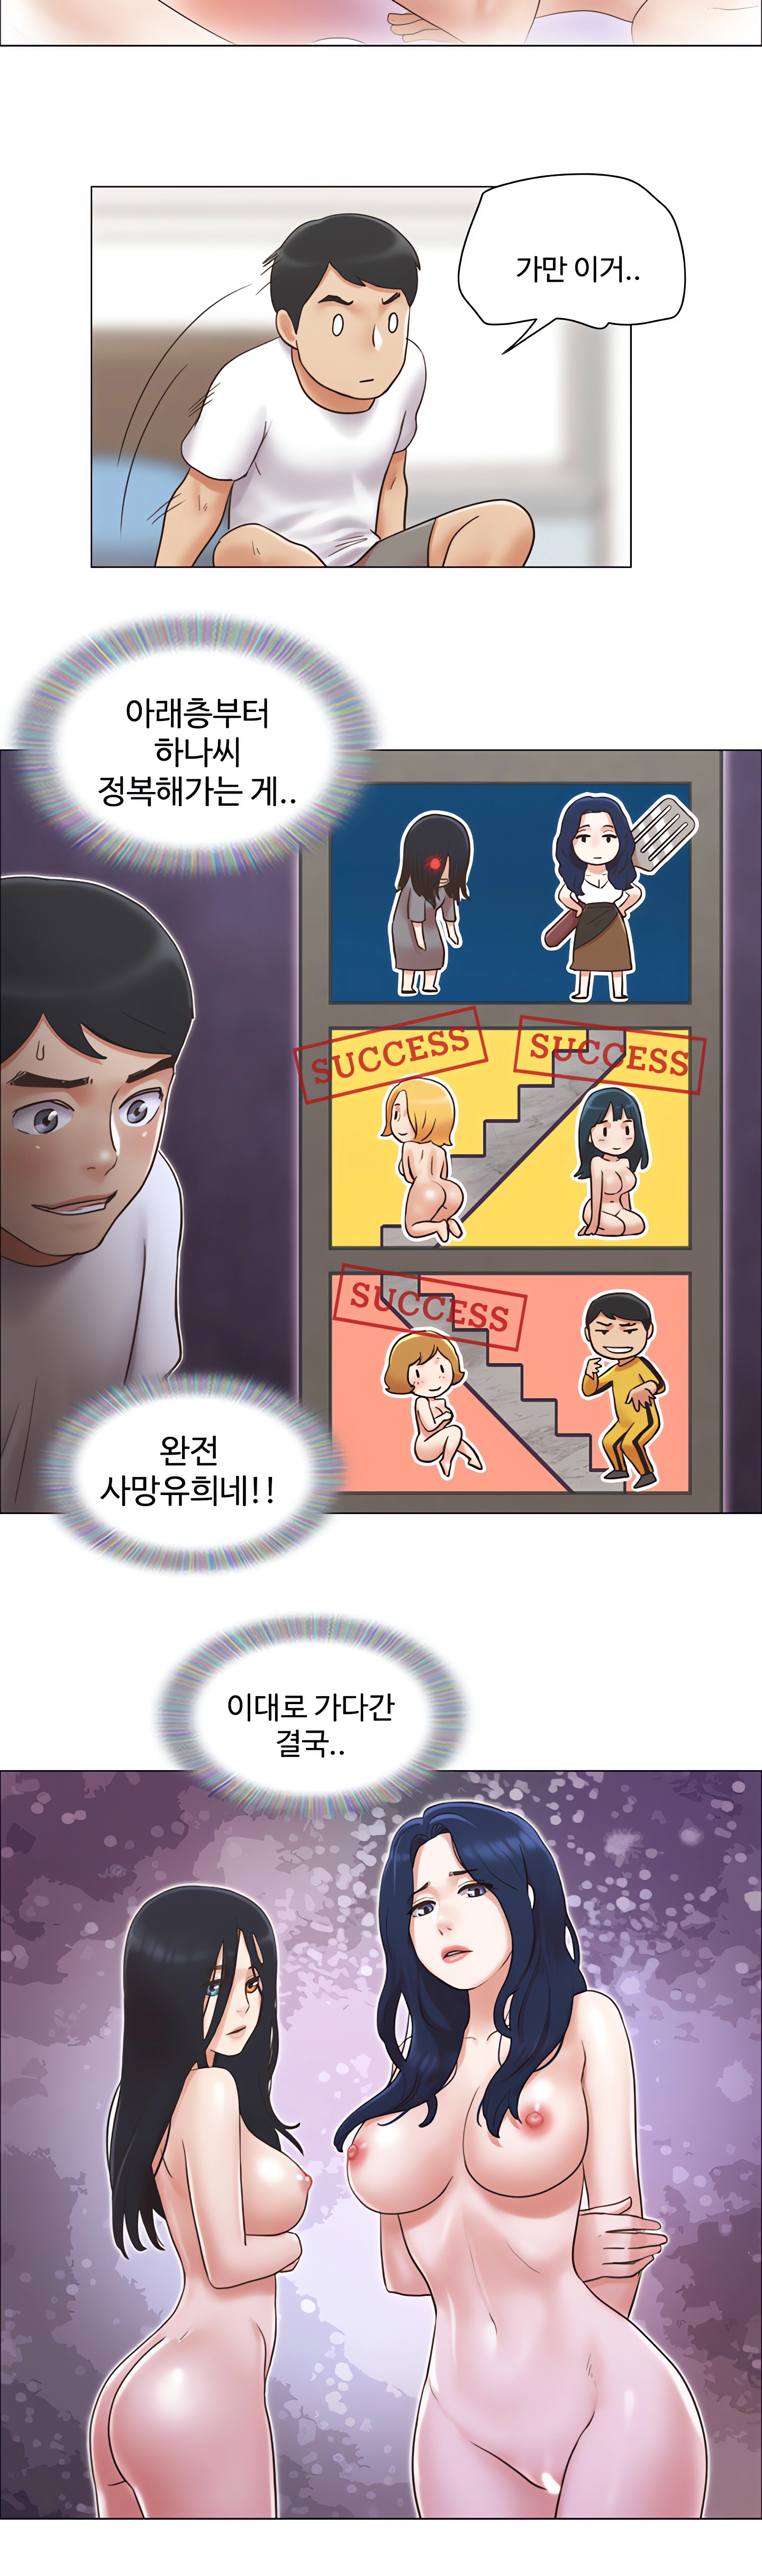 가만 이거..
아래층부터
하나씨
정복해가는 게..
SUCCESS
SUCCESS
SUCCESS
완전
사망유희네!!
이대로 가다간
결국..